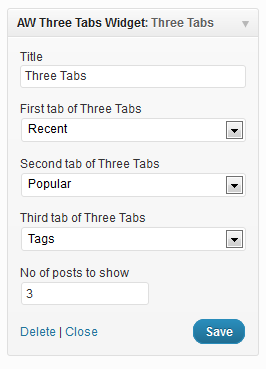 AW Three Tabs Widget: Three Tabs
Title
Three Tabs
First tab of Three Tabs
Recent
Second tab of Three Tabs
Popular
Third tab of Three Tabs
Tags
No of posts to show
3
Delete | Close Save